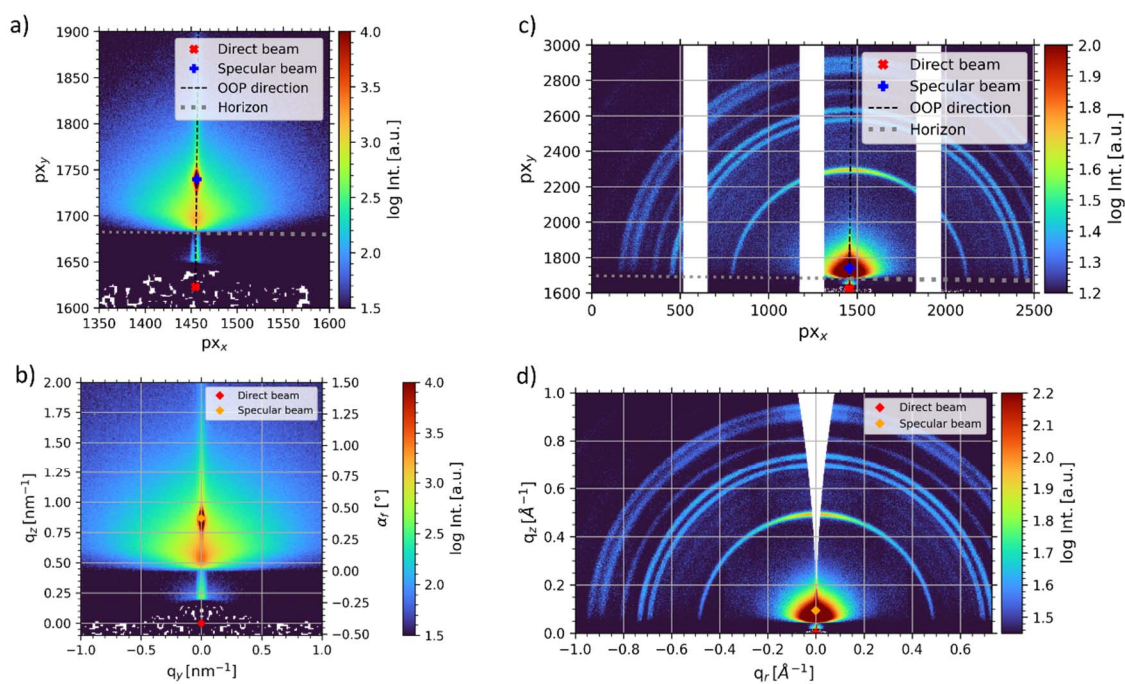 a)
1900
1850
1800
1750
1700
1650
1600
px_y
1350 1400 1450 1500 1550 1600
px_x
Direct beam
Specular beam
OOP direction
Horizon
4.0
3.5
3.0
2.5
2.0
1.5
log Int. [a.u.]
c)
3000
2800
2600
2400
2200
2000
1800
1600
px_y
0 500 1000 1500 2000 2500
px_x
Direct beam
Specular beam
OOP direction
Horizon
2.0
1.9
1.8
1.7
1.6
1.5
1.4
1.3
1.2
log Int. [a.u.]
b)
2.00
1.75
1.50
1.25
1.00
0.75
0.50
0.25
0.00
q_z [nm⁻¹]
-1.0 -0.5 0.0 0.5 1.0
q_y [nm⁻¹]
Direct beam
Specular beam
1.50
1.25
1.00
0.75
0.50
0.25
0.00
-0.25
-0.50
α_f [°]
4.0
3.5
3.0
2.5
2.0
1.5
log Int. [a.u.]
d)
1.0
0.8
0.6
0.4
0.2
0.0
q_z [Å⁻¹]
−1.0 −0.8 −0.6 −0.4 −0.2 0.0 0.2 0.4 0.6
q_r [Å⁻¹]
Direct beam
Specular beam
2.2
2.1
2.0
1.9
1.8
1.7
1.6
1.5
log Int. [a.u.]